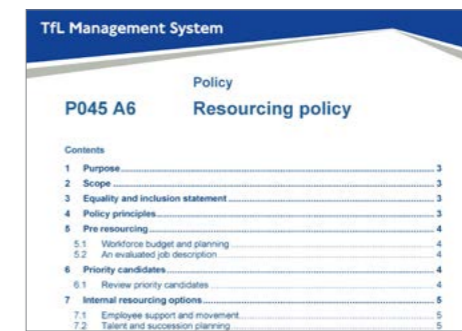 TfL Management System
Policy
P045 A6 Resourcing policy
Contents
1 Purpose 3
2 Scope 3
3 Equality and inclusion statement 3
4 Policy principles 3
5 Pre resourcing 4
5.1 Workforce budget and planning 4
5.2 An evaluated job description 4
6 Priority candidates 4
6.1 Review priority candidates 4
7 Internal resourcing options 5
7.1 Employee support and movement 5
7.2 Talent and succession planning 5